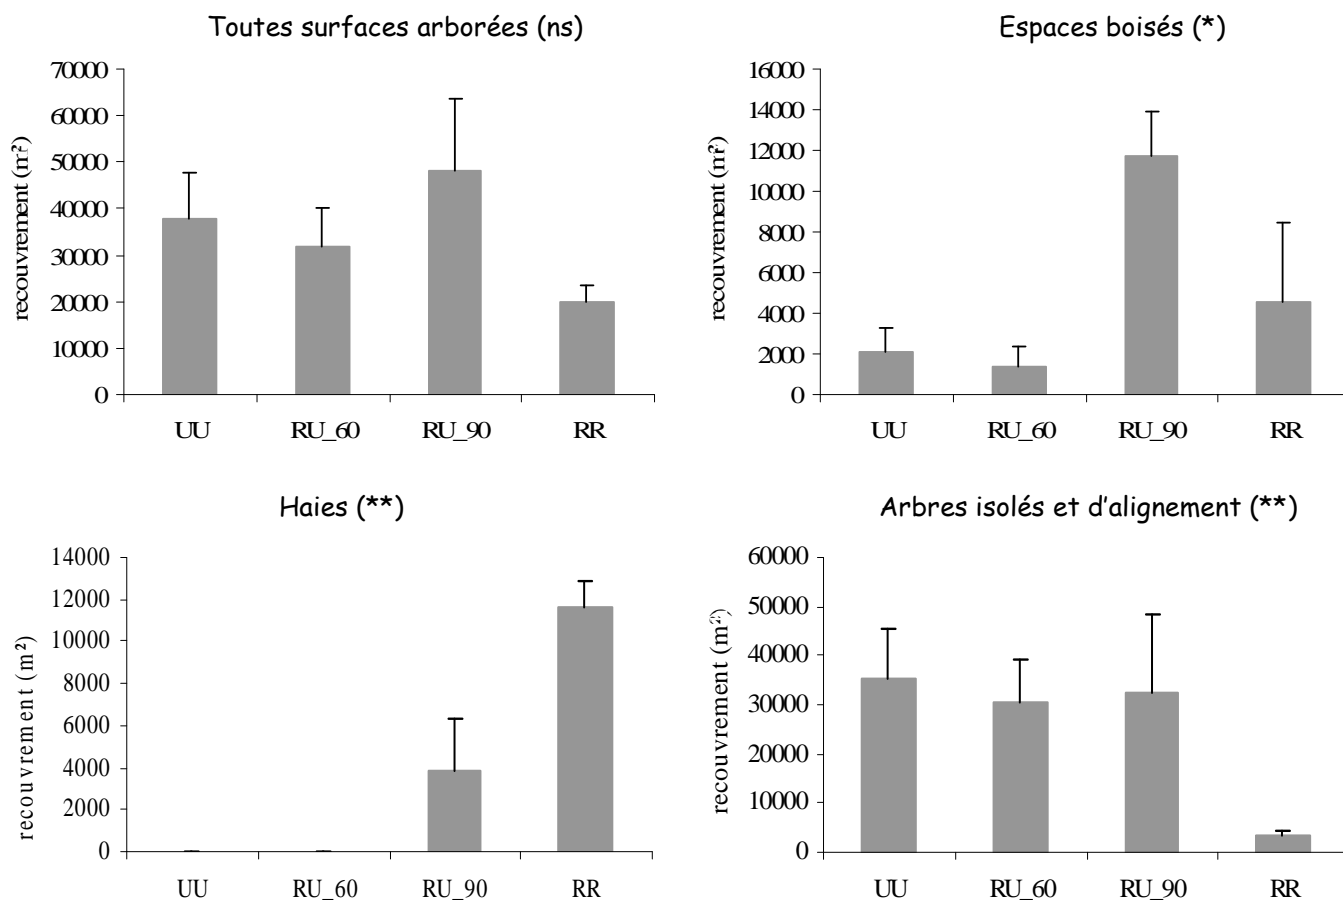 Toutes surfaces arborées (ns)
recouvrement (m²)
70000
60000
50000
40000
30000
20000
10000
0
UU RU_60 RU_90 RR
Espaces boisés (*)
recouvrement (m²)
16000
14000
12000
10000
8000
6000
4000
2000
0
UU RU_60 RU_90 RR
Haies (**)
recouvrement (m²)
14000
12000
10000
8000
6000
4000
2000
0
UU RU_60 RU_90 RR
Arbres isolés et d'alignement (**)
recouvrement (m²)
60000
50000
40000
30000
20000
10000
0
UU RU_60 RU_90 RR